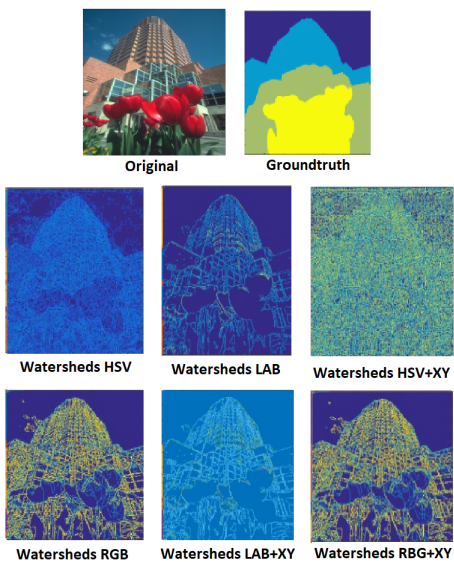 Original
Groundtruth
Watersheds HSV
Watersheds LAB
Watersheds HSV+XY
Watersheds RGB
Watersheds LAB+XY
Watersheds RBG+XY